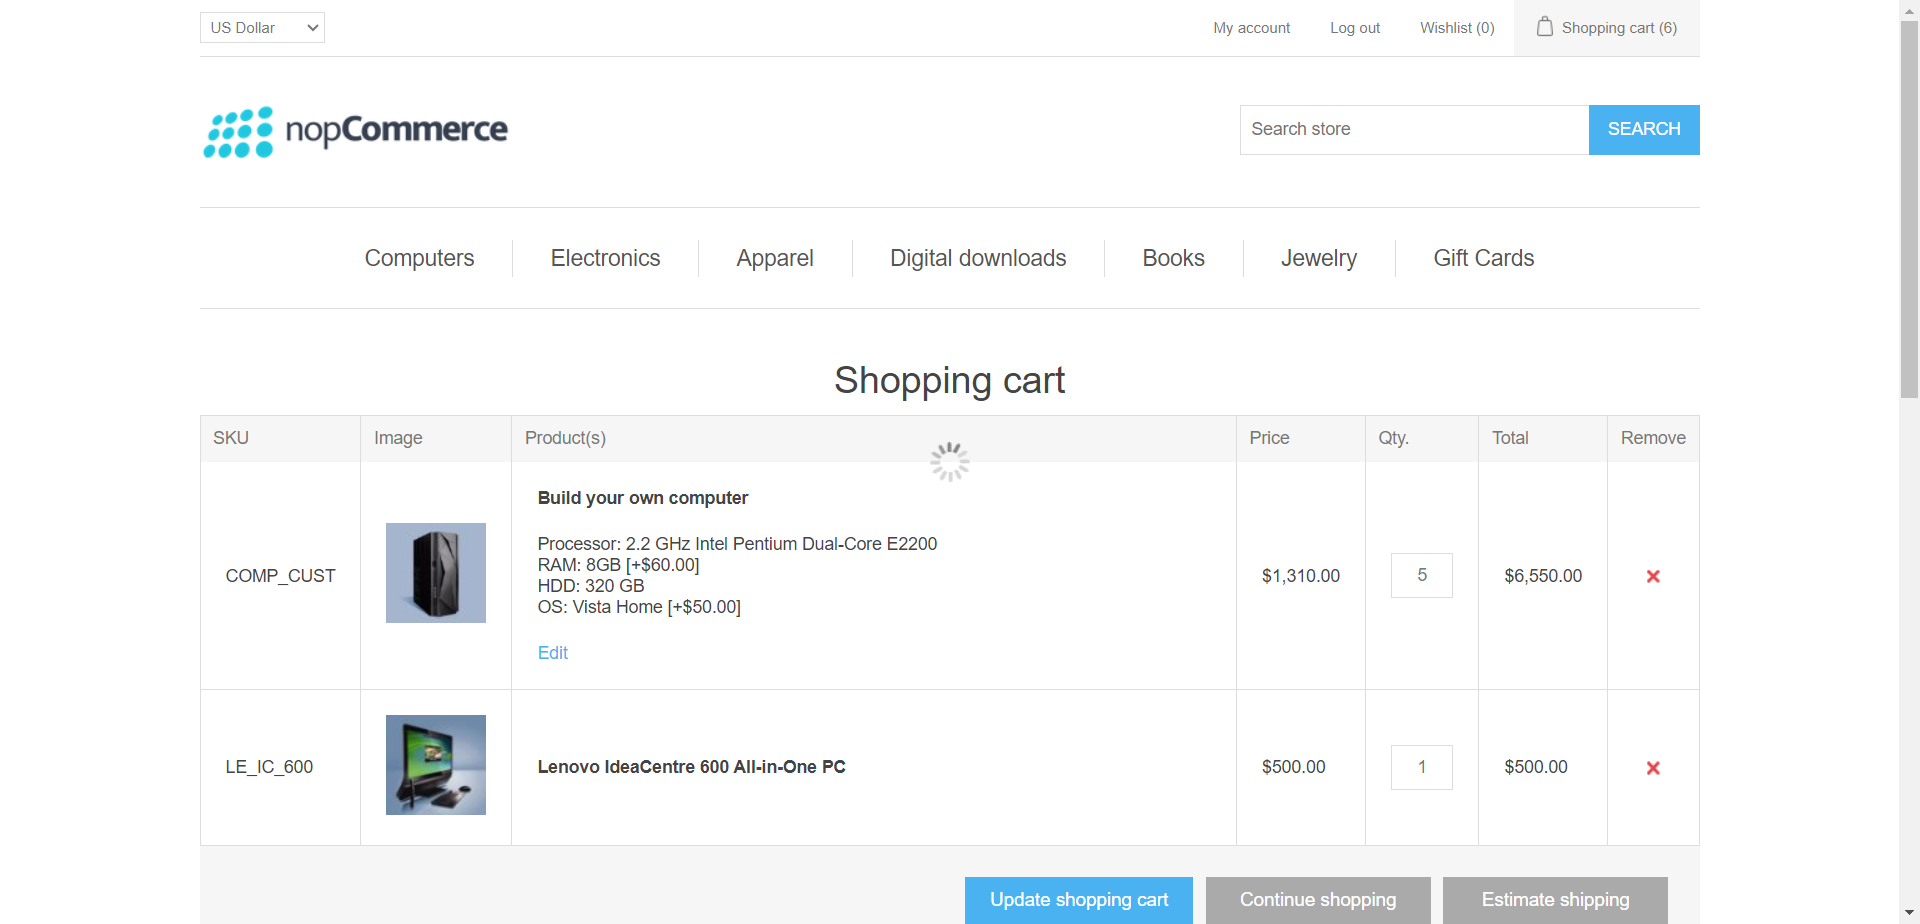 US Dollar
My account
Log out
Wishlist (0)
Shopping cart (6)
nopCommerce
Search store
SEARCH
Computers
Electronics
Apparel
Digital downloads
Books
Jewelry
Gift Cards
Shopping cart
SKU
Image
Product(s)
Price
Qty.
Total
Remove
COMP_CUST
Build your own computer
Processor: 2.2 GHz Intel Pentium Dual-Core E2200
RAM: 8GB [+$60.00]
HDD: 320 GB
OS: Vista Home [+$50.00]
Edit
$1,310.00
5
$6,550.00
LE_IC_600
Lenovo IdeaCentre 600 All-in-One PC
$500.00
1
$500.00
Update shopping cart
Continue shopping
Estimate shipping